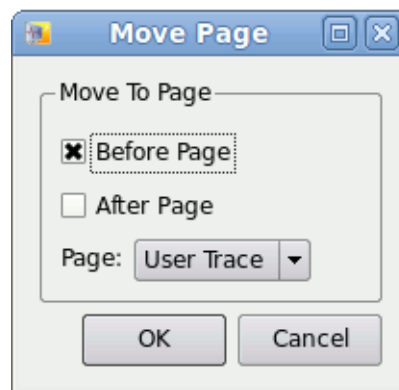 Move Page
Move To Page
Before Page
After Page
Page: User Trace
OK Cancel